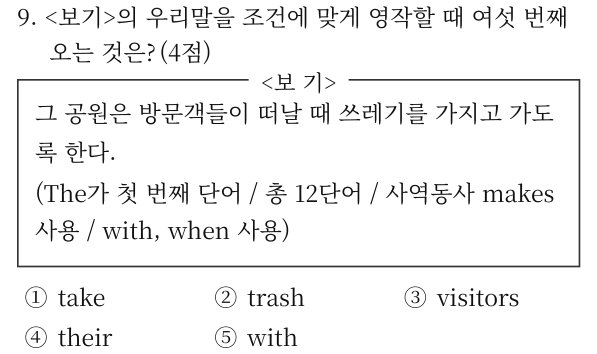 9. <보기>의 우리말을 조건에 맞게 영작할 때 여섯 번째
오는 것은?(4점)
<보 기>
그 공원은 방문객들이 떠날 때 쓰레기를 가지고 가도
록 한다.
(The가 첫 번째 단어 / 총 12단어 / 사역동사 makes
사용 / with, when 사용)
① take ② trash ③ visitors
④ their ⑤ with